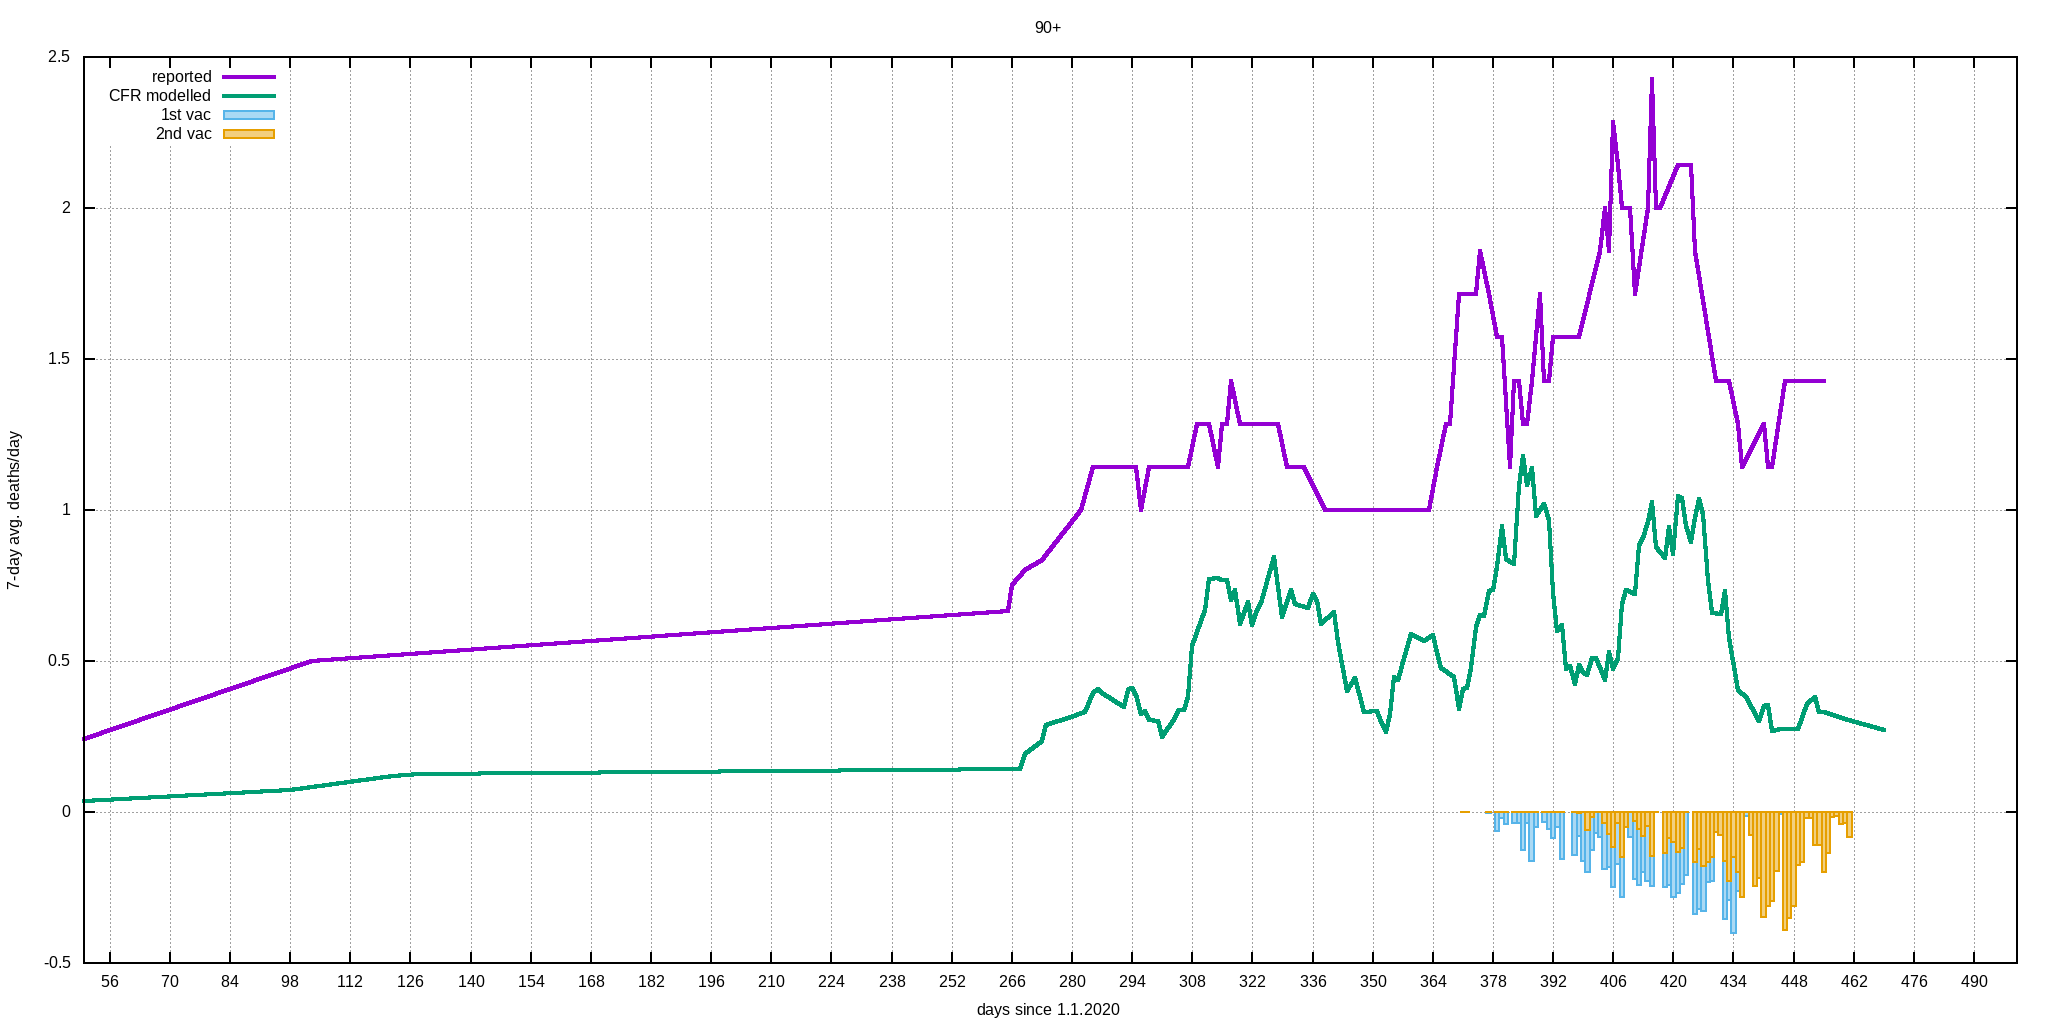 90+
reported
CFR modelled
1st vac
2nd vac
2.5
2
1.5
1
0.5
0
-0.5
7-day avg. deaths/day
56 70 84 98 112 126 140 154 168 182 196 210 224 238 252 266 280 294 308 322 336 350 364 378 392 406 420 434 448 462 476 490
days since 1.1.2020